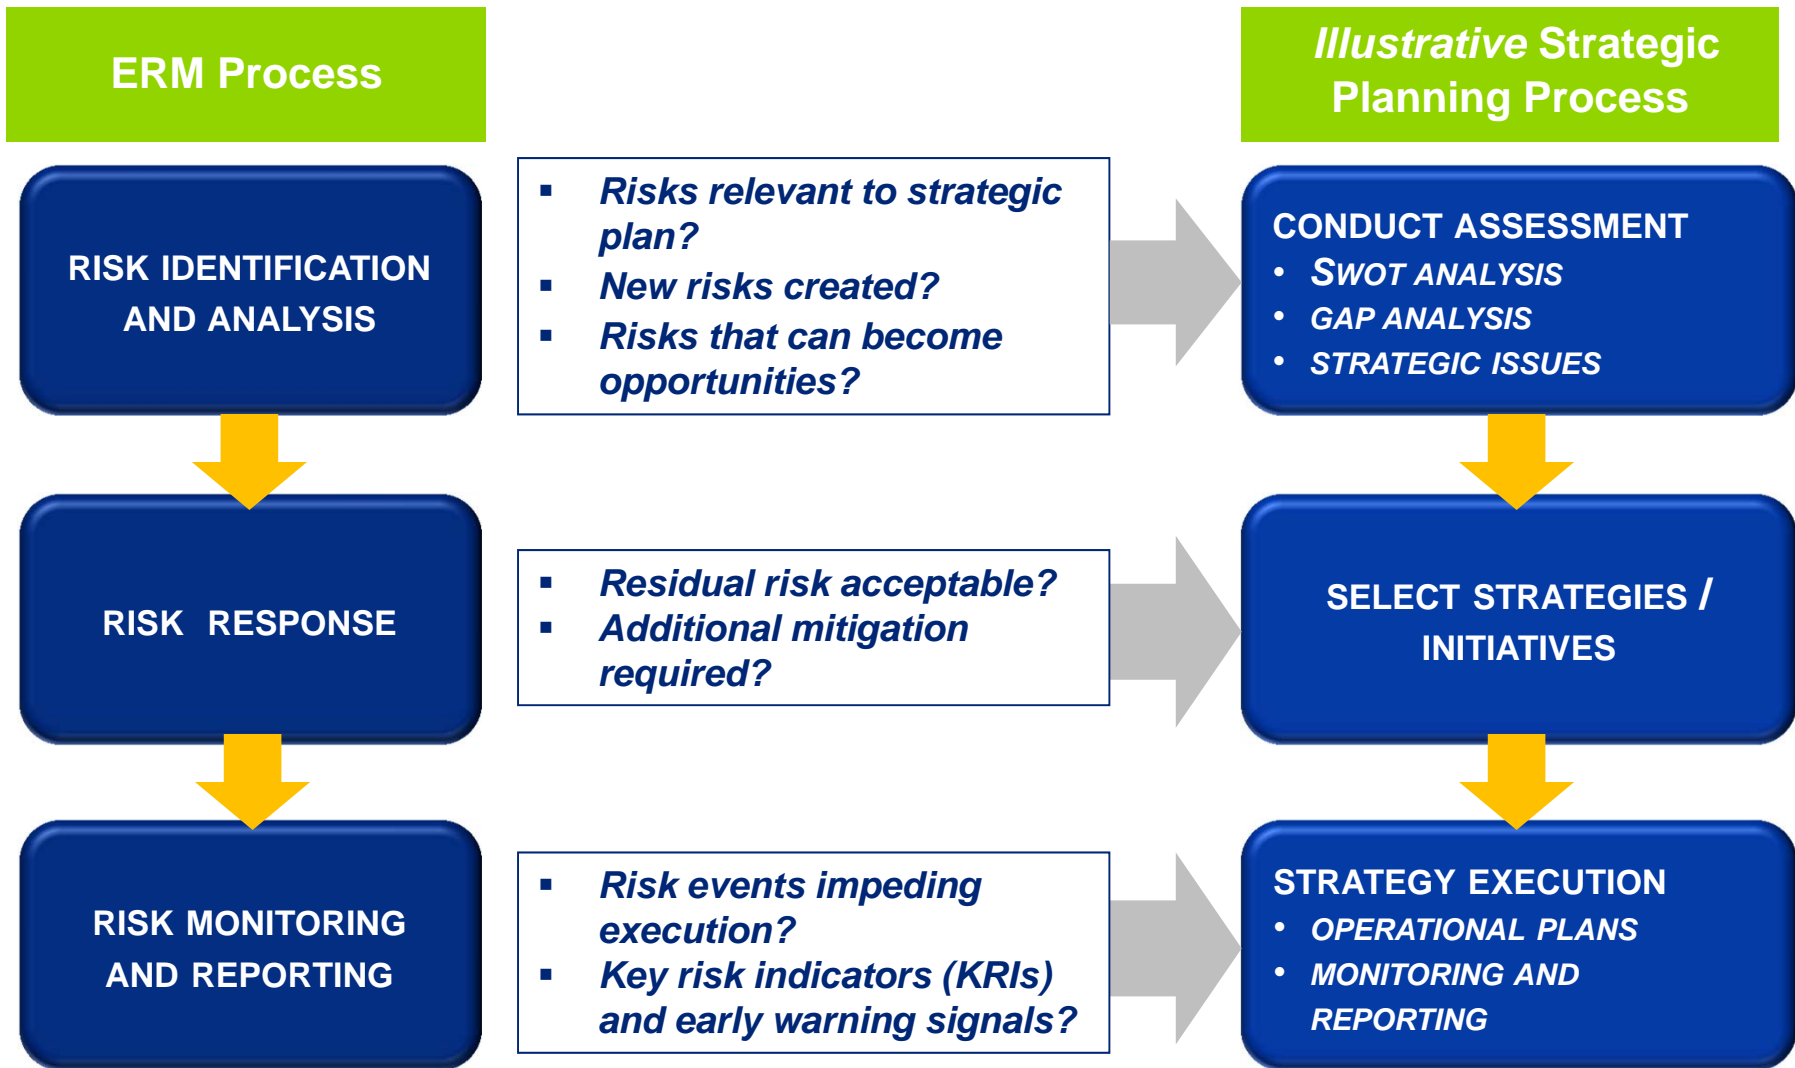 ERM Process
Illustrative Strategic
Planning Process
RISK IDENTIFICATION
AND ANALYSIS
▪ Risks relevant to strategic
plan?
▪ New risks created?
▪ Risks that can become
opportunities?
CONDUCT ASSESSMENT
• SWOT ANALYSIS
• GAP ANALYSIS
• STRATEGIC ISSUES
RISK RESPONSE
▪ Residual risk acceptable?
▪ Additional mitigation
required?
SELECT STRATEGIES /
INITIATIVES
RISK MONITORING
AND REPORTING
▪ Risk events impeding
execution?
▪ Key risk indicators (KRIs)
and early warning signals?
STRATEGY EXECUTION
• OPERATIONAL PLANS
• MONITORING AND
REPORTING